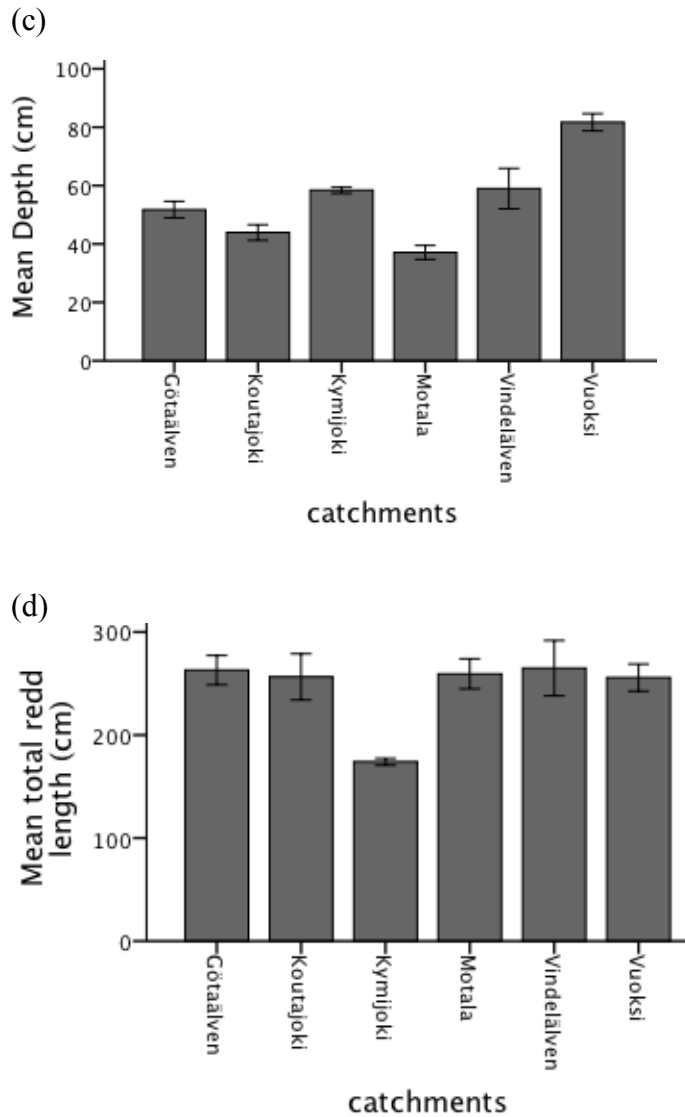 (c)
Mean Depth (cm)
100
80
60
40
20
0
Götaälven
Koutajoki
Kymijoki
Motala
Vindelälven
Vuoksi
catchments
(d)
Mean total redd
length (cm)
300
200
100
0
Götaälven
Koutajoki
Kymijoki
Motala
Vindelälven
Vuoksi
catchments